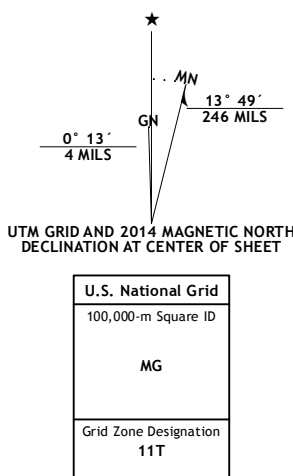 MN
13° 49´
246 MILS
GN
0° 13´
4 MILS
UTM GRID AND 2014 MAGNETIC NORTH
DECLINATION AT CENTER OF SHEET
U.S. National Grid
100,000-m Square ID
MG
Grid Zone Designation
11T